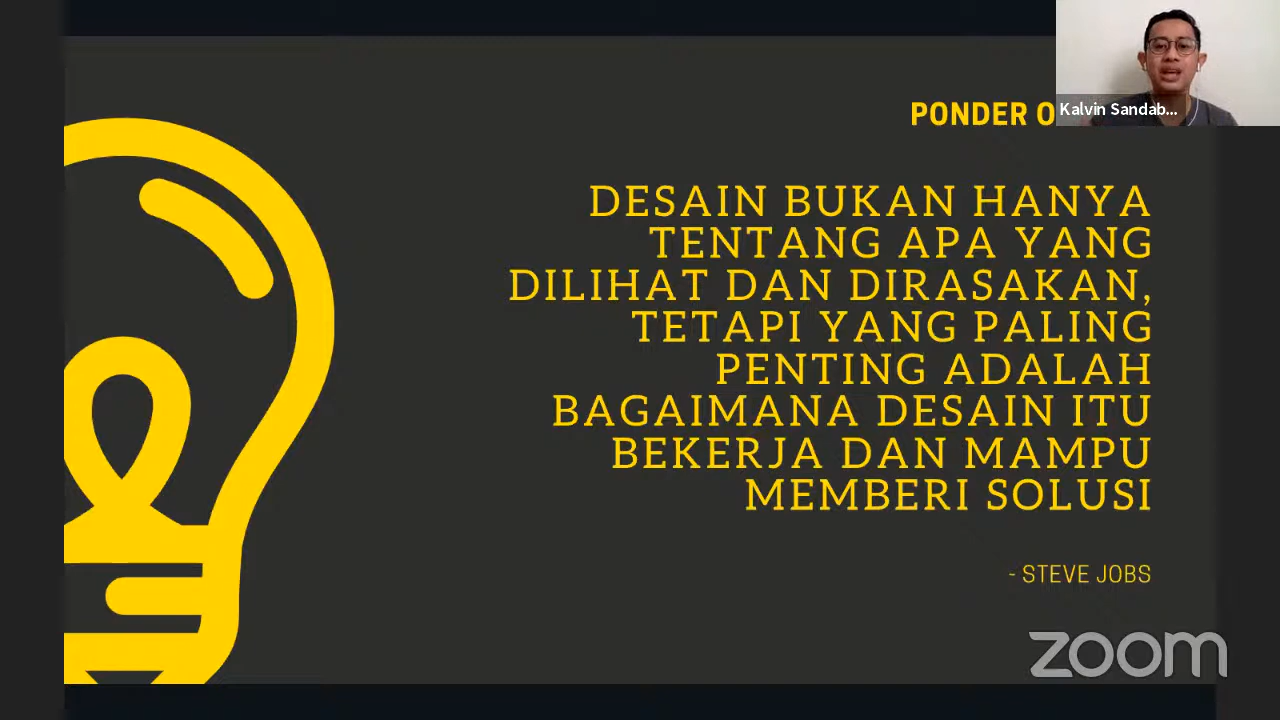 PONDER O
Kalvin Sandab...
DESAIN BUKAN HANYA
TENTANG APA YANG
DILIHAT DAN DIRASAKAN,
TETAPI YANG PALING
PENTING ADALAH
BAGAIMANA DESAIN ITU
BEKERJA DAN MAMPU
MEMBERI SOLUSI
- STEVE JOBS
zoom